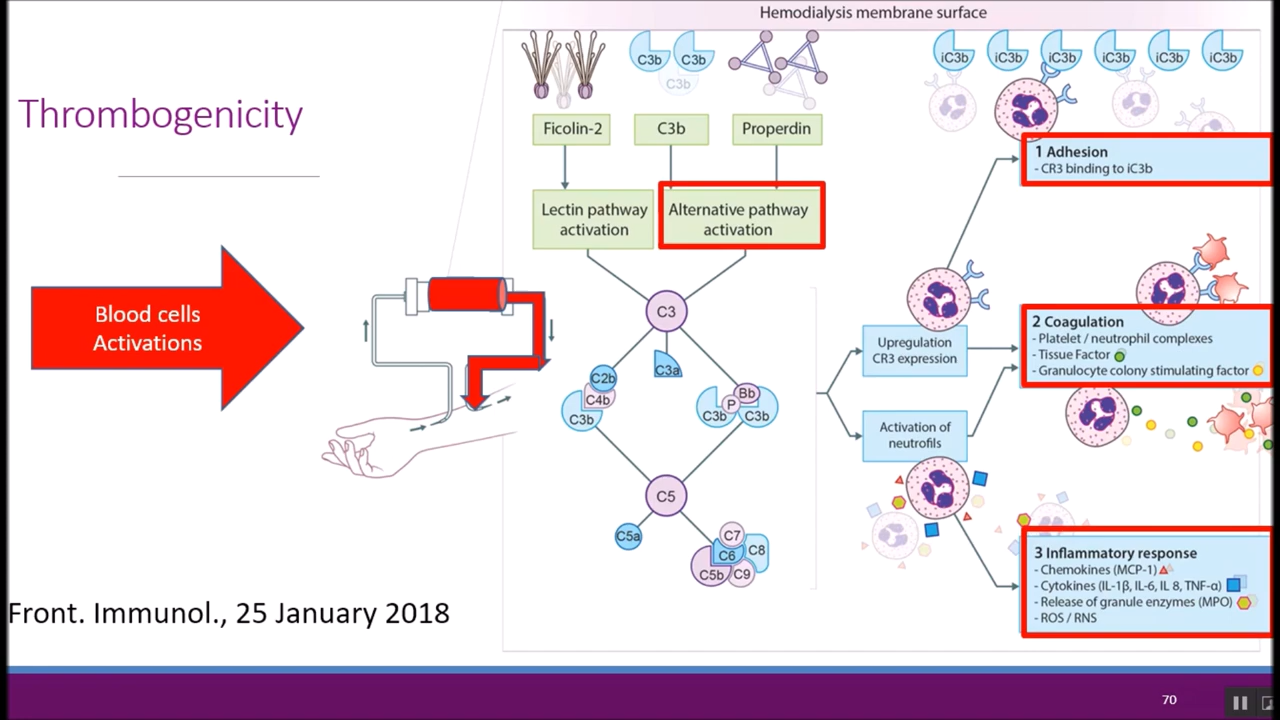 Hemodialysis membrane surface
Thrombogenicity
C3b
C3b
C3b
iC3b
iC3b
iC3b
iC3b
iC3b
iC3b
Ficolin-2
C3b
Properdin
Lectin pathway
activation
Alternative pathway
activation
Blood cells
Activations
C3
C3a
C2b
C4b
C3b
Bb
P
C3b
C3b
C5
C5a
C7
C6
C8
C5b
C9
Upregulation
CR3 expression
Activation of
neutrofils
1 Adhesion
- CR3 binding to iC3b
2 Coagulation
- Platelet / neutrophil complexes
- Tissue Factor
- Granulocyte colony stimulating factor
3 Inflammatory response
- Chemokines (MCP-1)
- Cytokines (IL-1β, IL-6, IL 8, TNF-α)
- Release of granule enzymes (MPO)
- ROS / RNS
Front. Immunol., 25 January 2018
70